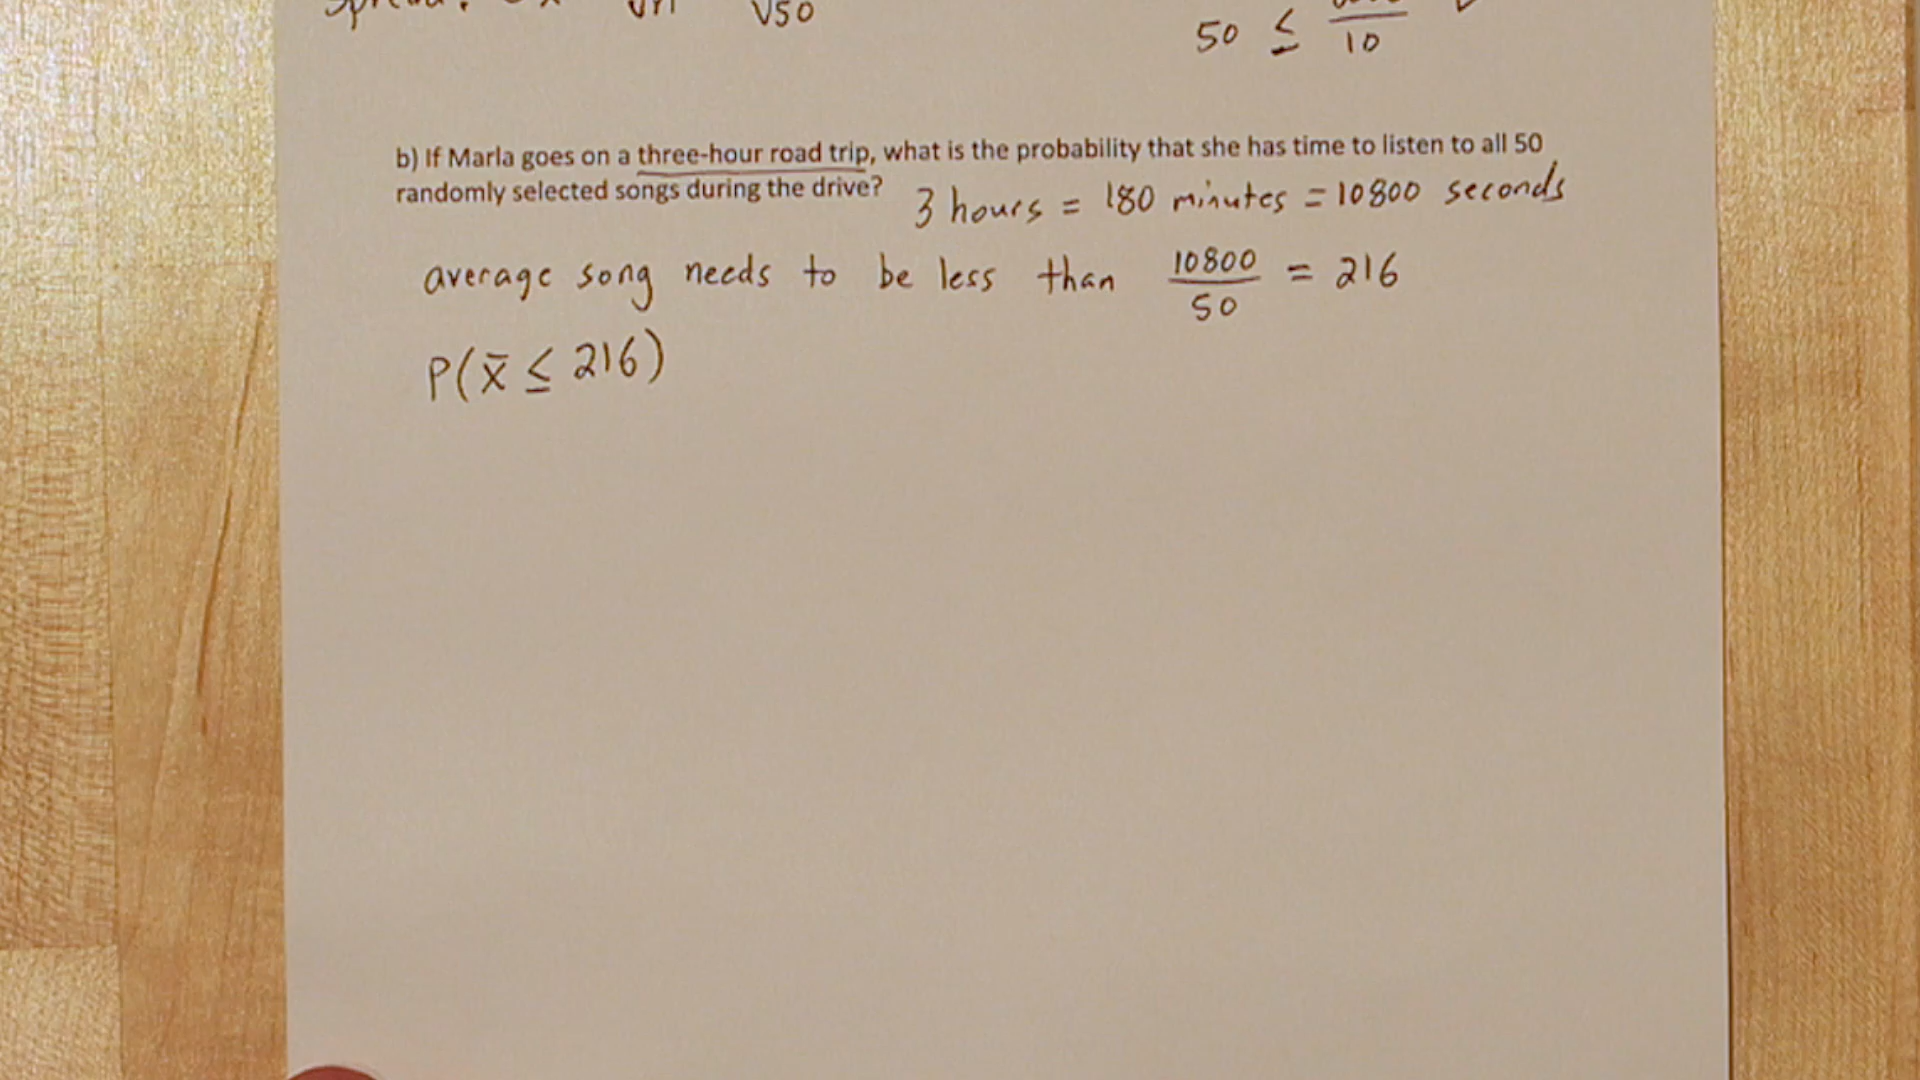 Spread:
√n √50
50 ≤ /10
b) If Marla goes on a three-hour road trip, what is the probability that she has time to listen to all 50
randomly selected songs during the drive? 3 hours = 180 minutes = 10800 seconds
average song needs to be less than 10800/50 = 216
P(x̄ ≤ 216)